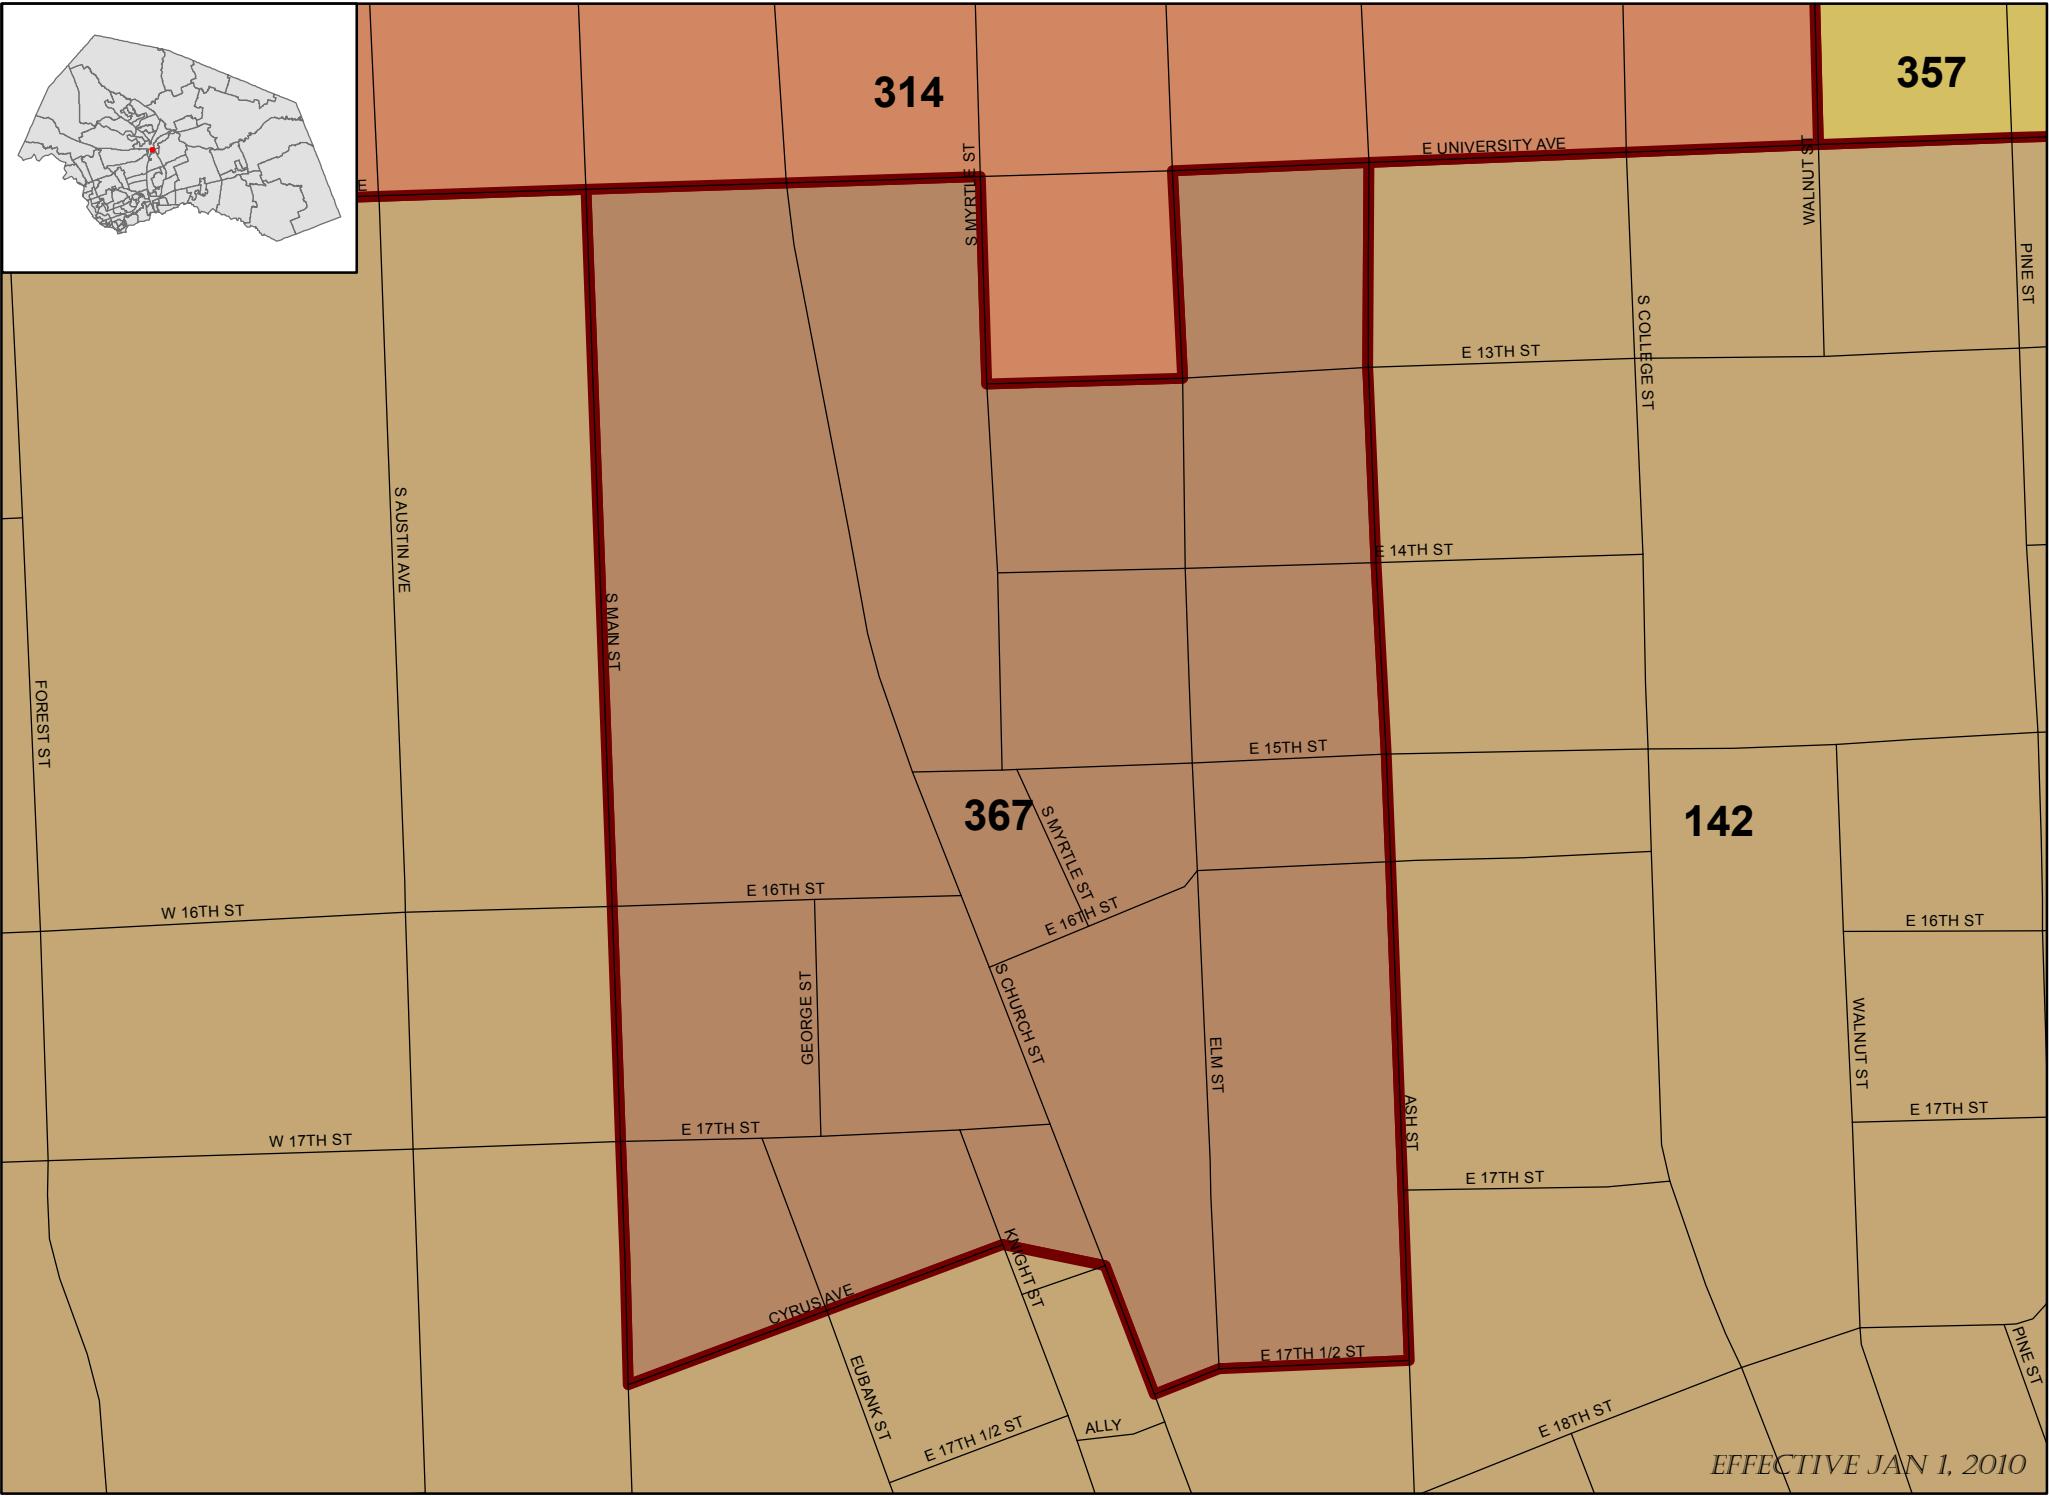 357
314
E UNIVERSITY AVE
S MYRTLE ST
WALNUT ST
E
PINE ST
S COLLEGE ST
E 13TH ST
S AUSTIN AVE
E 14TH ST
S MAIN ST
FOREST ST
E 15TH ST
367
142
S MYRTLE ST
E 16TH ST
W 16TH ST
E 16TH ST
E 16TH ST
GEORGE ST
S CHURCH ST
WALNUT ST
ELM ST
ASH ST
E 17TH ST
E 17TH ST
W 17TH ST
E 17TH ST
KNIGHT ST
CYRUS AVE
E 17TH 1/2 ST
PINE ST
EUBANK ST
E 17TH 1/2 ST
ALLY
E 18TH ST
EFFECTIVE JAN 1, 2010